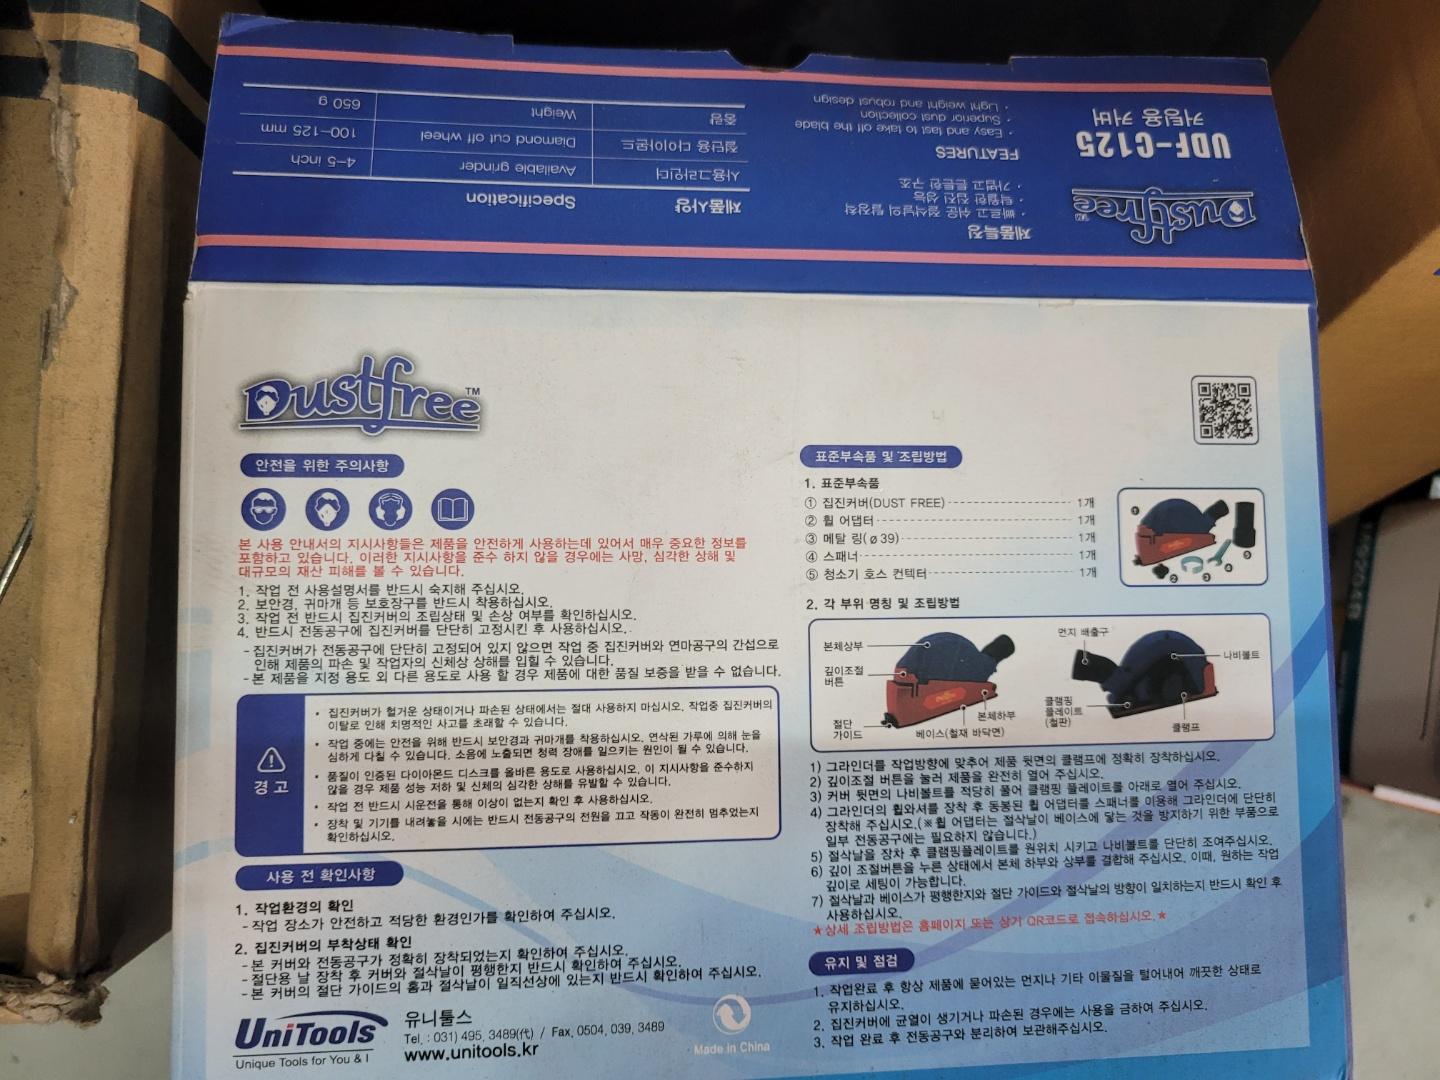 Dustfree™
UDF-C125
커팅용 커버
제품특징
· 빠르고 쉬운 절삭날의 탈장착
· 탁월한 집진 성능
· 가볍고 튼튼한 구조
FEATURES
· Easy and fast to take off the blade
· Superior dust collection
· Light weight and robust design
제품사양 Specification
사용그라인더 Available grinder 4-5 inch
절단용 다이아몬드 Diamond cut off wheel 100-125 mm
중량 Weight 650 g
Dustfree™
안전을 위한 주의사항
본 사용 안내서의 지시사항들은 제품을 안전하게 사용하는데 있어서 매우 중요한 정보를
포함하고 있습니다. 이러한 지시사항을 준수 하지 않을 경우에는 사망, 심각한 상해 및
대규모의 재산 피해를 볼 수 있습니다.
1. 작업 전 사용설명서를 반드시 숙지해 주십시오.
2. 보안경, 귀마개 등 보호장구를 반드시 착용하십시오.
3. 작업 전 반드시 집진커버의 조립상태 및 손상 여부를 확인하십시오.
4. 반드시 전동공구에 집진커버를 단단히 고정시킨 후 사용하십시오.
- 집진커버가 전동공구에 단단히 고정되어 있지 않으면 작업 중 집진커버와 연마공구의 간섭으로
인해 제품의 파손 및 작업자의 신체상 상해를 입힐 수 있습니다.
- 본 제품을 지정 용도 외 다른 용도로 사용 할 경우 제품에 대한 품질 보증을 받을 수 없습니다.
경고
· 집진커버가 헐거운 상태이거나 파손된 상태에서는 절대 사용하지 마십시오. 작업중 집진커버의
이탈로 인해 치명적인 사고를 초래할 수 있습니다.
· 작업 중에는 안전을 위해 반드시 보안경과 귀마개를 착용하십시오. 연삭된 가루에 의해 눈을
심하게 다칠 수 있습니다. 소음에 노출되면 청력 장애를 일으키는 원인이 될 수 있습니다.
· 품질이 인증된 다이아몬드 디스크를 올바른 용도로 사용하십시오. 이 지시사항을 준수하지
않을 경우 제품 성능 저하 및 신체의 심각한 상해를 유발할 수 있습니다.
· 작업 전 반드시 시운전을 통해 이상이 없는지 확인 후 사용하십시오.
· 장착 및 기기를 내려놓을 시에는 반드시 전동공구의 전원을 끄고 작동이 완전히 멈추었는지
확인하십시오.
사용 전 확인사항
1. 작업환경의 확인
- 작업 장소가 안전하고 적당한 환경인가를 확인하여 주십시오.
2. 집진커버의 부착상태 확인
- 본 커버와 전동공구가 정확히 장착되었는지 확인하여 주십시오.
- 절단용 날 장착 후 커버와 절삭날이 평행한지 반드시 확인하여 주십시오.
- 본 커버의 절단 가이드의 홈과 절삭날이 일직선상에 있는지 반드시 확인하여 주십시오.
UniTools
Unique Tools for You & I
유니툴스
Tel. : 031) 495. 3489(代) / Fax. 0504. 039. 3489
www.unitools.kr
Made in China
표준부속품 및 조립방법
1. 표준부속품
① 집진커버(DUST FREE) 1개
② 휠 어댑터 1개
③ 메탈 링(ø39) 1개
④ 스패너 1개
⑤ 청소기 호스 컨텍터 1개
2. 각 부위 명칭 및 조립방법
본체상부
깊이조절
버튼
절단
가이드
베이스(철재 바닥면)
본체하부
먼지 배출구
나비볼트
클램핑
플레이트
(철판)
클램프
1) 그라인더를 작업방향에 맞추어 제품 뒷면의 클램프에 정확히 장착하십시오.
2) 깊이조절 버튼을 눌러 제품을 완전히 열어 주십시오.
3) 커버 뒷면의 나비볼트를 적당히 풀어 클램핑 플레이트를 아래로 열어 주십시오.
4) 그라인더의 휠와셔를 장착 후 동봉된 휠 어댑터를 스패너를 이용해 그라인더에 단단히
장착해 주십시오.(※휠 어댑터는 절삭날이 베이스에 닿는 것을 방지하기 위한 부품으로
일부 전동공구에는 필요하지 않습니다.)
5) 절삭날을 장착 후 클램핑플레이트를 원위치 시키고 나비볼트를 단단히 조여주십시오.
6) 깊이 조절버튼을 누른 상태에서 본체 하부와 상부를 결합해 주십시오. 이때, 원하는 작업
깊이로 세팅이 가능합니다.
7) 절삭날과 베이스가 평행한지와 절단 가이드와 절삭날의 방향이 일치하는지 반드시 확인 후
사용하십시오.
★상세 조립방법은 홈페이지 또는 상기 QR코드로 접속하십시오.★
유지 및 점검
1. 작업완료 후 항상 제품에 묻어있는 먼지나 기타 이물질을 털어내어 깨끗한 상태로
유지하십시오.
2. 집진커버에 균열이 생기거나 파손된 경우에는 사용을 금하여 주십시오.
3. 작업 완료 후 전동공구와 분리하여 보관해주십시오.